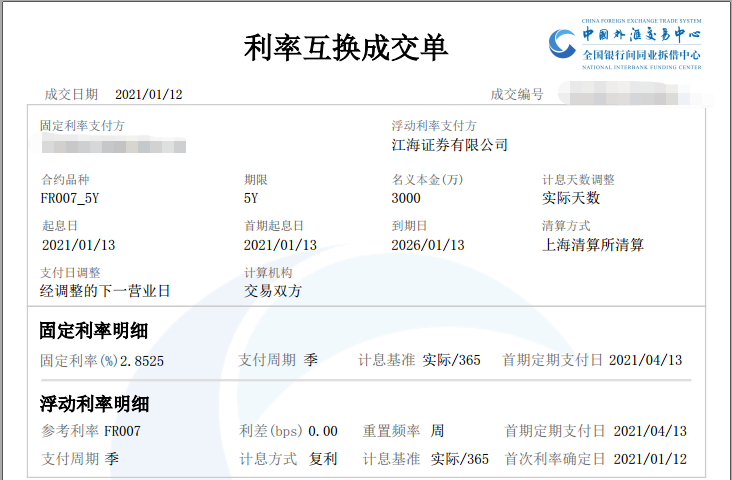 利率互换成交单
CHINA FOREIGN EXCHANGE TRADE SYSTEM
中国外汇交易中心
全国银行间同业拆借中心
NATIONAL INTERBANK FUNDING CENTER
成交日期 2021/01/12 成交编号
固定利率支付方 浮动利率支付方
江海证券有限公司
合约品种 期限 名义本金(万) 计息天数调整
FR007_5Y 5Y 3000 实际天数
起息日 首期起息日 到期日 清算方式
2021/01/13 2021/01/13 2026/01/13 上海清算所清算
支付日调整 计算机构
经调整的下一营业日 交易双方
固定利率明细
固定利率(%)2.8525 支付周期 季 计息基准 实际/365 首期定期支付日 2021/04/13
浮动利率明细
参考利率 FR007 利差(bps) 0.00 重置频率 周 首期定期支付日 2021/04/13
支付周期 季 计息方式 复利 计息基准 实际/365 首次利率确定日 2021/01/12